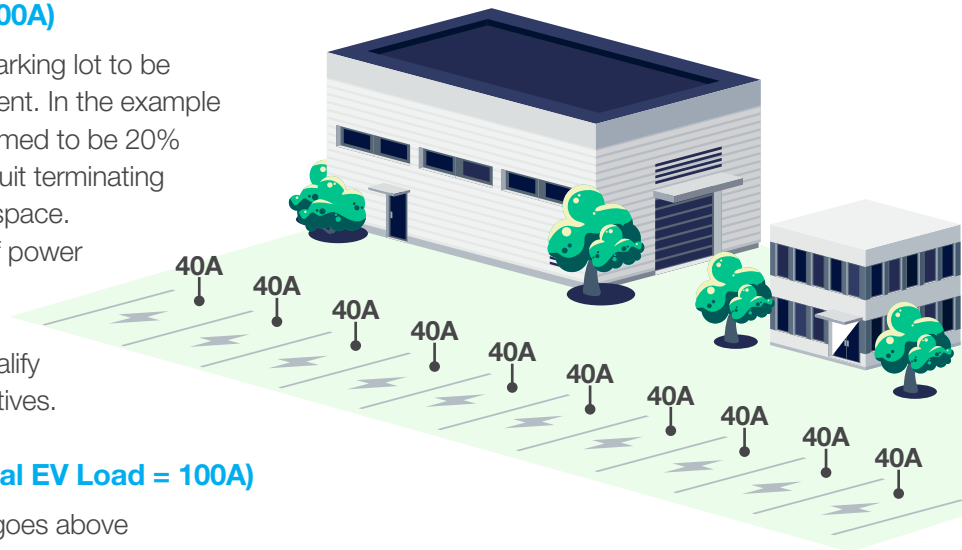 00A)
arking lot to be
ent. In the example
med to be 20%
uit terminating
space.
f power
alify
tives.
al EV Load = 100A)
goes above
40A
40A
40A
40A
40A
40A
40A
40A
40A
40A